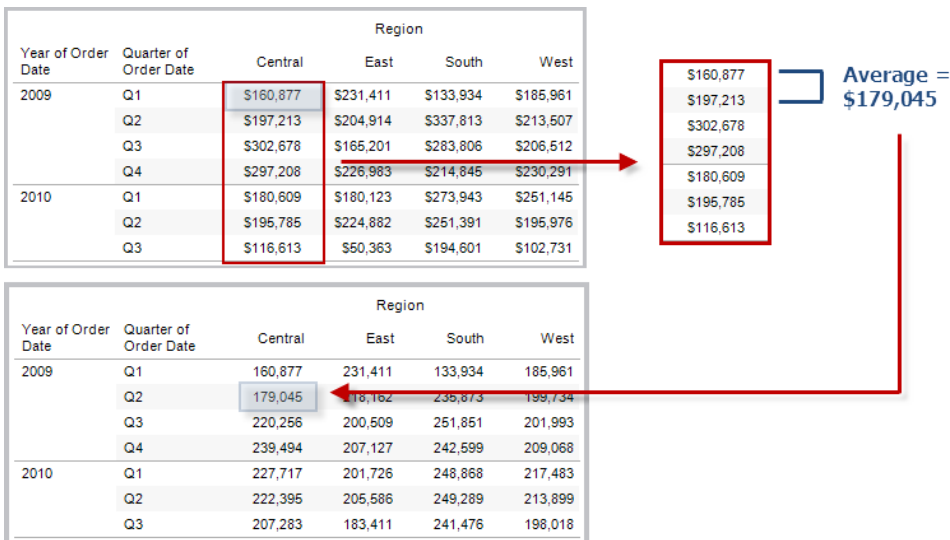 Region
Year of Order Date Quarter of Order Date Central East South West
2009 Q1 $160,877 $231,411 $133,934 $185,961
Q2 $197,213 $204,914 $337,813 $213,507
Q3 $302,678 $165,201 $283,806 $206,512
Q4 $297,208 $226,983 $214,845 $230,291
2010 Q1 $180,609 $180,123 $273,943 $251,145
Q2 $195,785 $224,882 $251,391 $195,976
Q3 $116,613 $50,363 $194,601 $102,731
$160,877
$197,213
$302,678
$297,208
$180,609
$195,785
$116,613
Average =
$179,045
Region
Year of Order Date Quarter of Order Date Central East South West
2009 Q1 160,877 231,411 133,934 185,961
Q2 179,045 218,162 235,873 199,734
Q3 220,256 200,509 251,851 201,993
Q4 239,494 207,127 242,599 209,068
2010 Q1 227,717 201,726 248,868 217,483
Q2 222,395 205,586 249,289 213,899
Q3 207,283 183,411 241,476 198,018